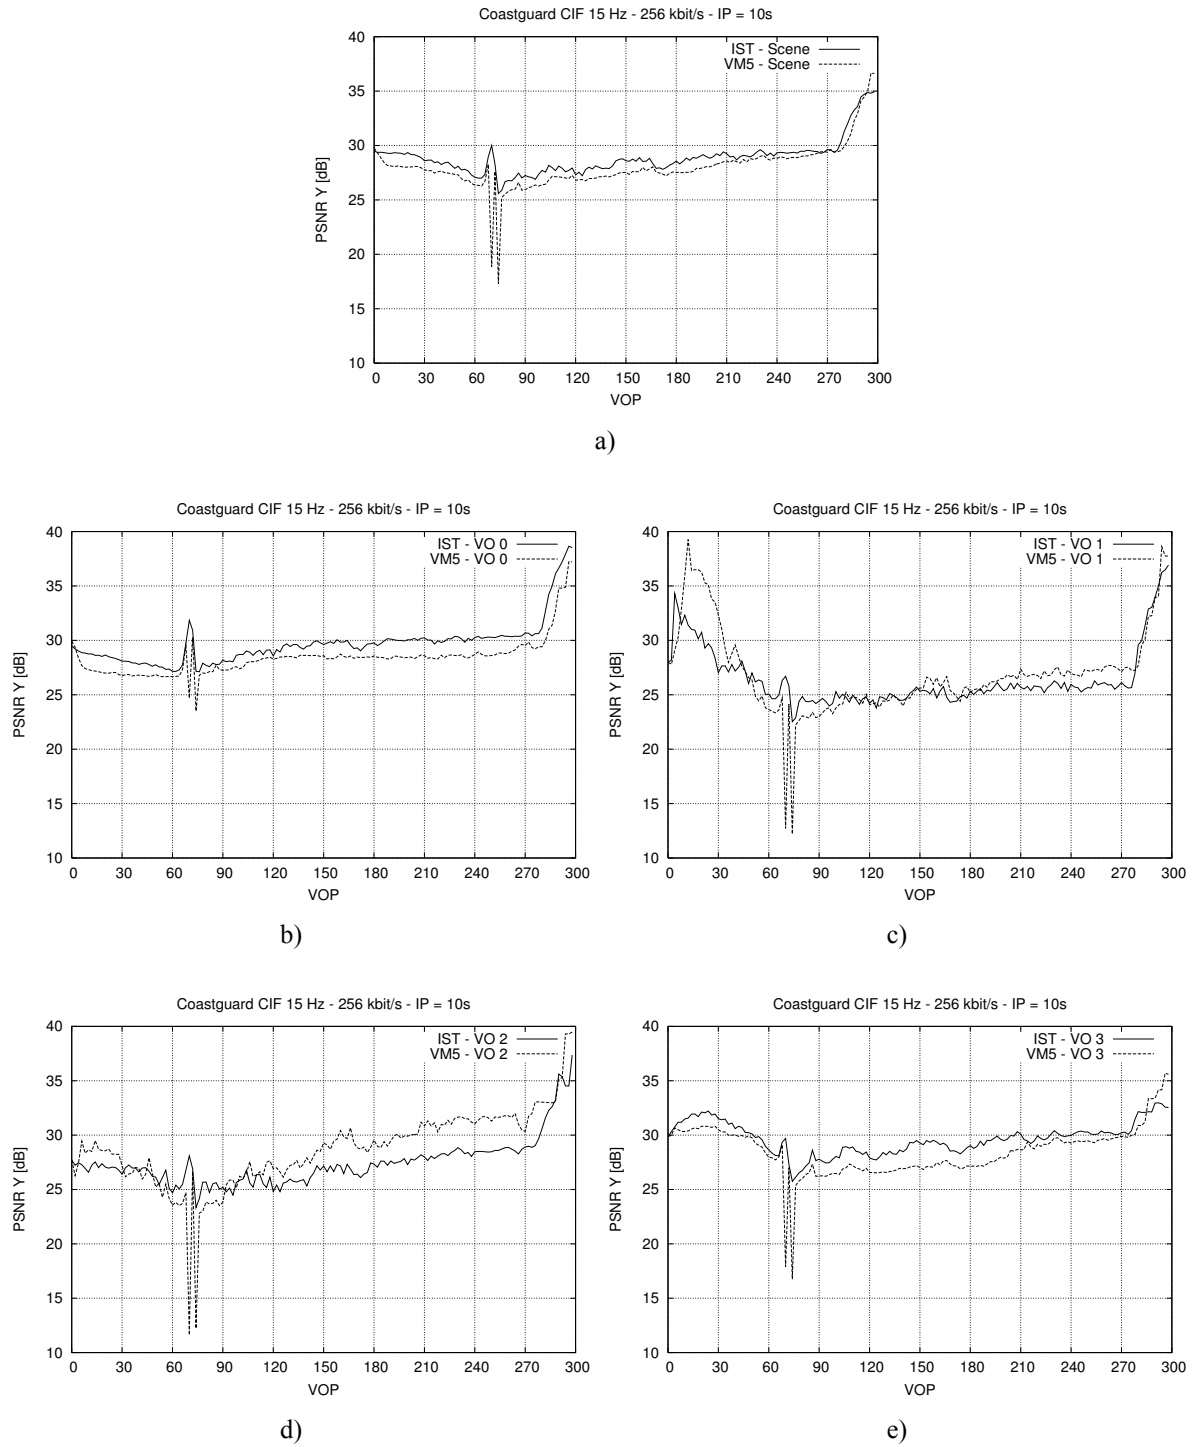 Coastguard CIF 15 Hz - 256 kbit/s - IP = 10s
40
35
30
25
20
15
10
PSNR Y [dB]
IST - Scene
VM5 - Scene
0 30 60 90 120 150 180 210 240 270 300
VOP
a)
Coastguard CIF 15 Hz - 256 kbit/s - IP = 10s
40
35
30
25
20
15
10
PSNR Y [dB]
IST - VO 0
VM5 - VO 0
0 30 60 90 120 150 180 210 240 270 300
VOP
b)
Coastguard CIF 15 Hz - 256 kbit/s - IP = 10s
40
35
30
25
20
15
10
PSNR Y [dB]
IST - VO 1
VM5 - VO 1
0 30 60 90 120 150 180 210 240 270 300
VOP
c)
Coastguard CIF 15 Hz - 256 kbit/s - IP = 10s
40
35
30
25
20
15
10
PSNR Y [dB]
IST - VO 2
VM5 - VO 2
0 30 60 90 120 150 180 210 240 270 300
VOP
d)
Coastguard CIF 15 Hz - 256 kbit/s - IP = 10s
40
35
30
25
20
15
10
PSNR Y [dB]
IST - VO 3
VM5 - VO 3
0 30 60 90 120 150 180 210 240 270 300
VOP
e)